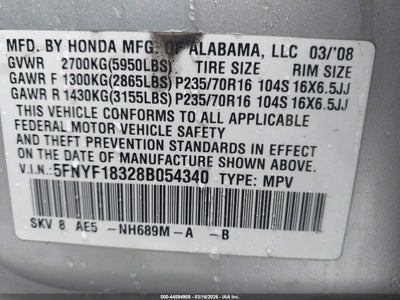 MFD. BY HONDA MFG. OF ALABAMA, LLC 03/'08
GVWR 2700KG(5950LBS) TIRE SIZE RIM SIZE
GAWR F 1300KG(2865LBS) P235/70R16 104S 16X6.5JJ
GAWR R 1430KG(3155LBS) P235/70R16 104S 16X6.5JJ
THIS VEHICLE CONFORMS TO ALL APPLICABLE
FEDERAL MOTOR VEHICLE SAFETY
AND THEFT PREVENTION STANDARDS IN EFFECT
ON THE DATE OF MANUFACTURE SHOWN ABOVE.
V.I.N.: 5FNYF18328B054340 TYPE: MPV
SKV 8 AE5 -NH689M-A -B
000-44594908 - 03/16/2026 - IAAI.COM